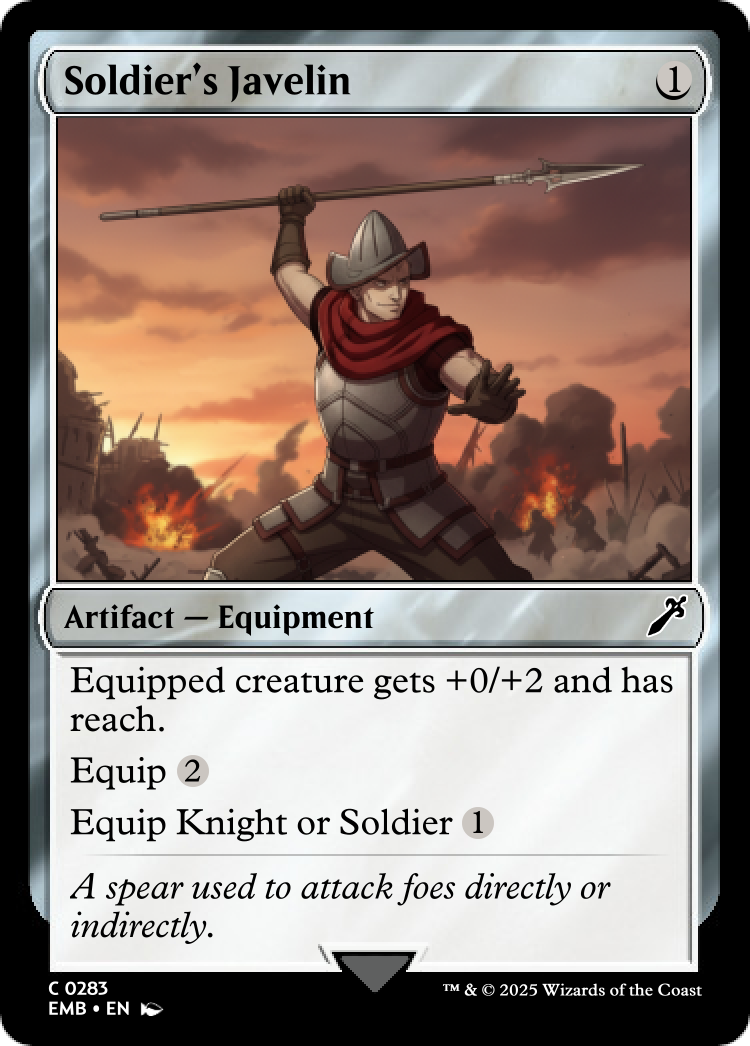 Soldier's Javelin 1
Artifact — Equipment
Equipped creature gets +0/+2 and has
reach.
Equip 2
Equip Knight or Soldier 1
A spear used to attack foes directly or
indirectly.
C 0283
EMB • EN
™ & © 2025 Wizards of the Coast